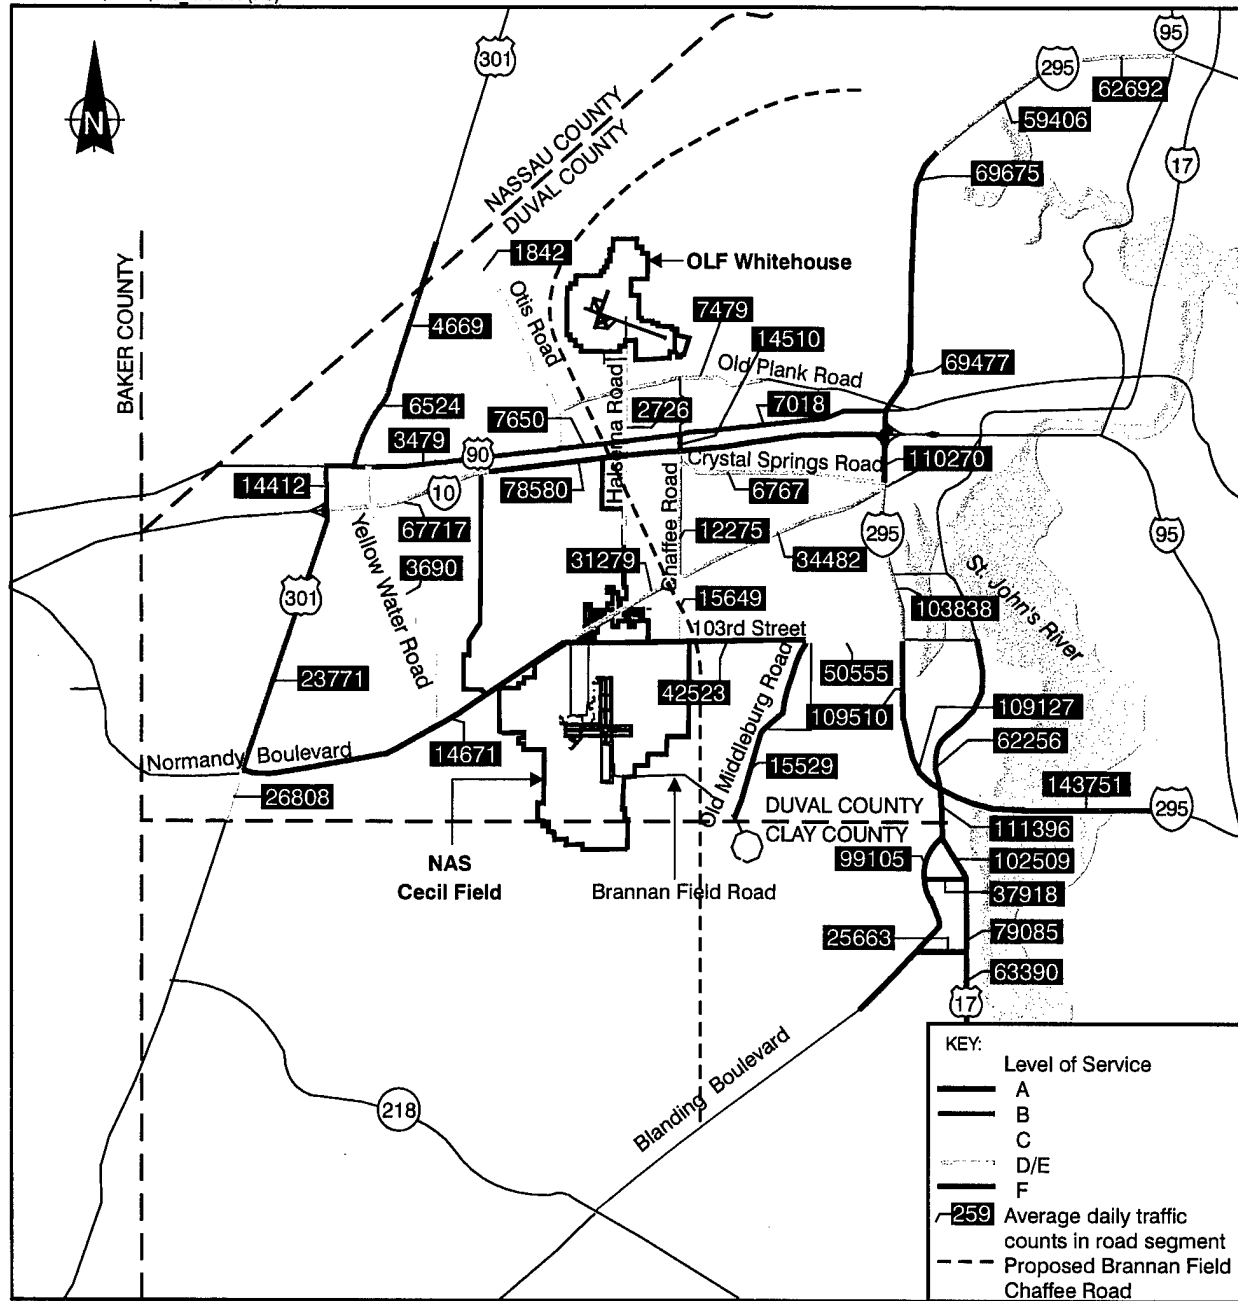 95
301
295
62692
59406
17
NASSAU COUNTY
DUVAL COUNTY
69675
N
1842
OLF Whitehouse
BAKER COUNTY
Otis Road
7479
4669
14510
Old Plank Road
69477
6524
Halsema Road
2726
7018
7650
3479
90
Crystal Springs Road
110270
14412
10
78580
6767
67717
Yellow Water Road
Chaffee Road
12275
295
34482
95
31279
3690
301
15649
103838
St. John's River
103rd Street
23771
42523
50555
109510
109127
Old Middleburg Road
62256
Normandy Boulevard
14671
15529
143751
26808
295
DUVAL COUNTY
CLAY COUNTY
111396
NAS
Cecil Field
Brannan Field Road
99105
102509
37918
25663
79085
63390
17
Blanding Boulevard
218
KEY:
Level of Service
A
B
C
D/E
F
259 Average daily traffic
counts in road segment
Proposed Brannan Field
Chaffee Road